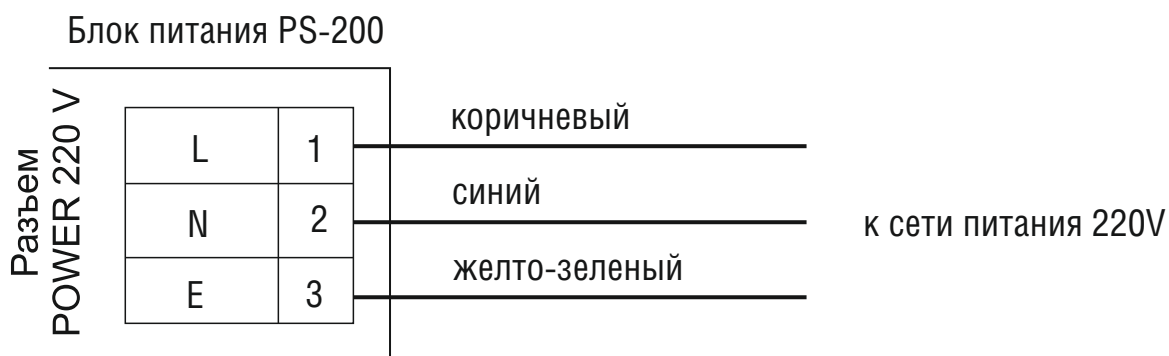 Блок питания PS-200
Разъем
POWER 220 V
L 1 коричневый
N 2 синий
E 3 желто-зеленый
к сети питания 220V